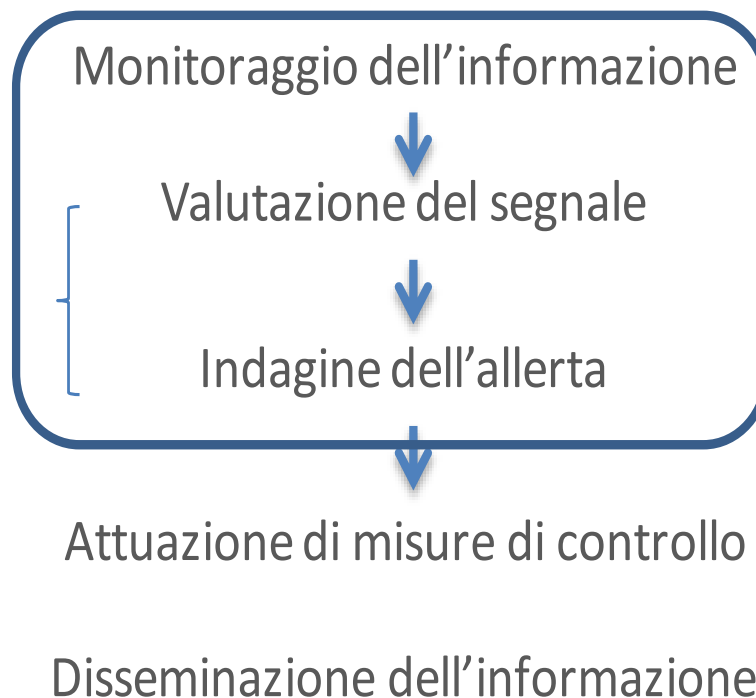 Monitoraggio dell’informazione
Valutazione del segnale
Indagine dell’allerta
Attuazione di misure di controllo
Disseminazione dell’informazione